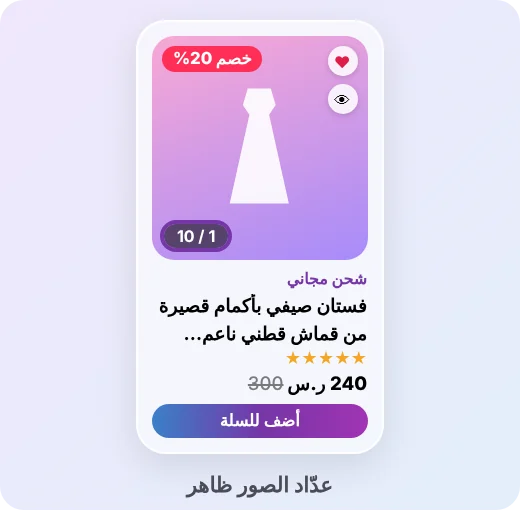 خصم 20%
10 / 1
شحن مجاني
فستان صيفي بأكمام قصيرة
من قماش قطني ناعم...
★★★★★
240 ر.س 300
أضف للسلة
عدّاد الصور ظاهر